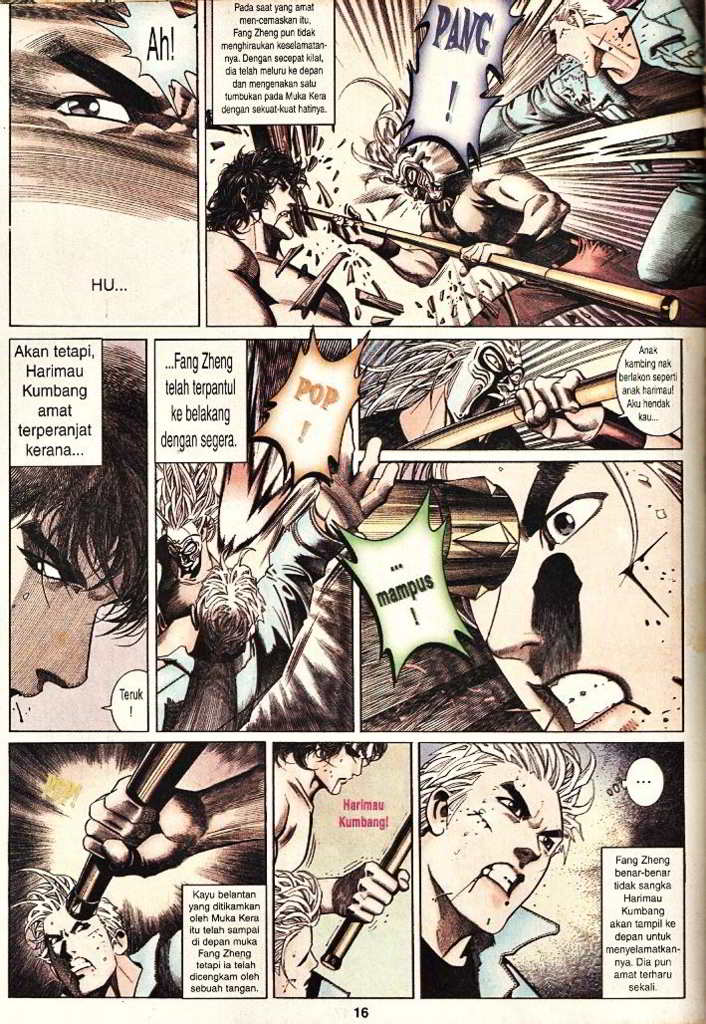 Ah!
HU...
Pada saat yang amat
men-cemaskan itu,
Fang Zheng pun tidak
menghiraukan keselamatan-
nya. Dengan secepat kilat,
dia telah meluru ke depan
dan mengenakan satu
tumbukan pada Muka Kera
dengan sekuat-kuat hatinya.
PANG
!
Akan tetapi,
Harimau
Kumbang
amat
terperanjat
kerana...
Teruk
!
...Fang Zheng
telah terpantul
ke belakang
dengan segera.
POP
!
Anak
kambing nak
berlakon seperti
anak harimau!
Aku hendak
kau...
...
mampus
!
POP!
Kayu belantan
yang ditikamkan
oleh Muka Kera
itu telah sampai
di depan muka
Fang Zheng
tetapi ia telah
dicengkam oleh
sebuah tangan.
Harimau
Kumbang!
...
Fang Zheng
benar-benar
tidak sangka
Harimau
Kumbang
akan tampil ke
depan untuk
menyelamatkan-
nya. Dia pun
amat terharu
sekali.
16